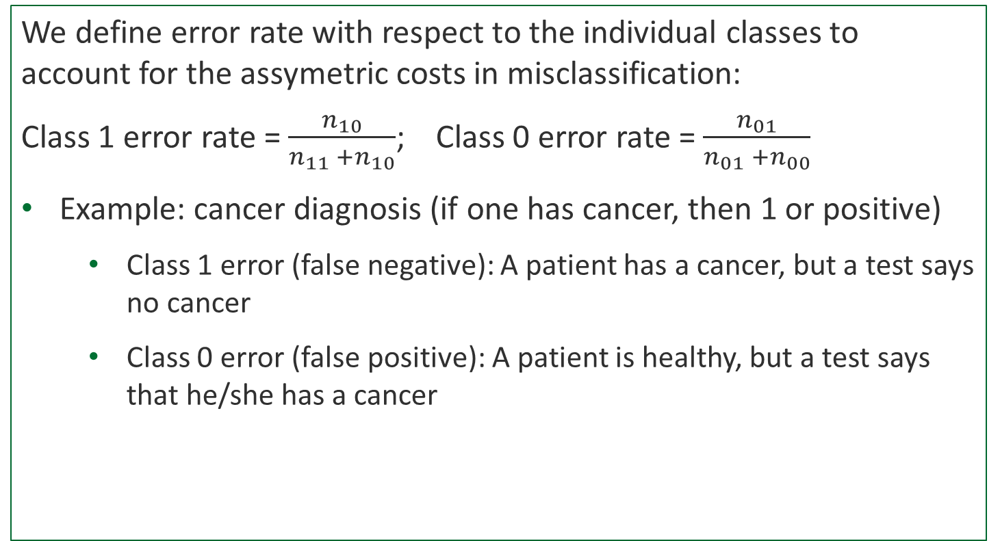 We define error rate with respect to the individual classes to
account for the assymetric costs in misclassification:
Class 1 error rate = \frac{n_{10}}{n_{11} + n_{10}};   Class 0 error rate = \frac{n_{01}}{n_{01} + n_{00}}
• Example: cancer diagnosis (if one has cancer, then 1 or positive)
• Class 1 error (false negative): A patient has a cancer, but a test says
no cancer
• Class 0 error (false positive): A patient is healthy, but a test says
that he/she has a cancer